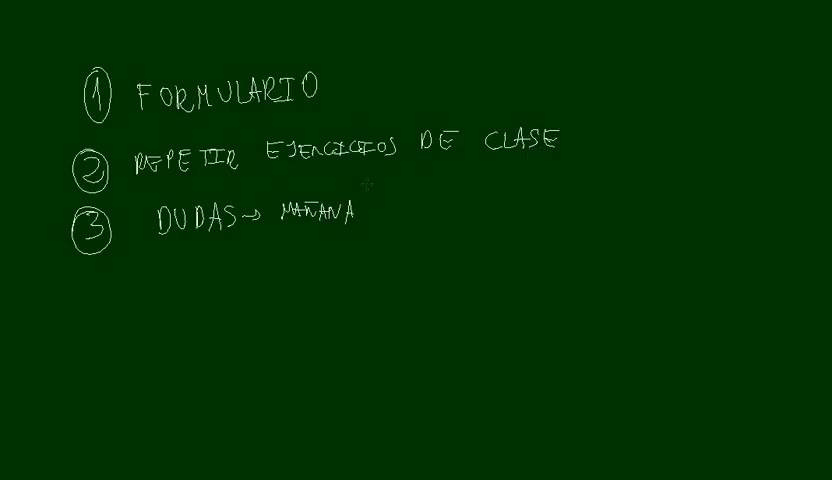 1 FORMULARIO
2 REPETIR EJERCICIOS DE CLASE
3 DUDAS → MAÑANA